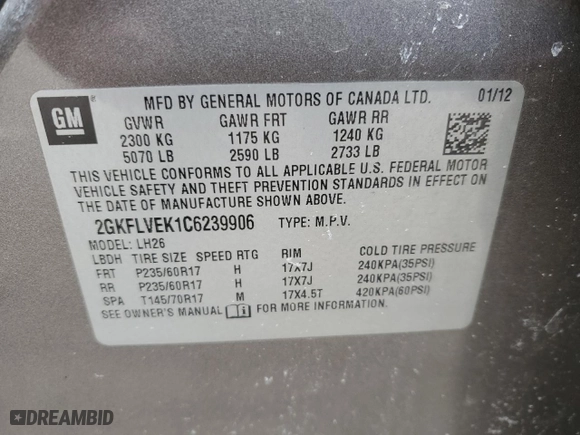 GM
MFD BY GENERAL MOTORS OF CANADA LTD. 01/12
GVWR GAWR FRT GAWR RR
2300 KG 1175 KG 1240 KG
5070 LB 2590 LB 2733 LB
THIS VEHICLE CONFORMS TO ALL APPLICABLE U.S. FEDERAL MOTOR
VEHICLE SAFETY AND THEFT PREVENTION STANDARDS IN EFFECT ON
THE DATE OF MANUFACTURE SHOWN ABOVE.
2GKFLVEK1C6239906 TYPE: M.P.V.
MODEL: LH26
LBDH TIRE SIZE SPEED RTG RIM COLD TIRE PRESSURE
FRT P235/60R17 H 17X7J 240KPA(35PSI)
RR P235/60R17 H 17X7J 240KPA(35PSI)
SPA T145/70R17 M 17X4.5T 420KPA(60PSI)
SEE OWNER'S MANUAL FOR MORE INFORMATION.
DREAMBID